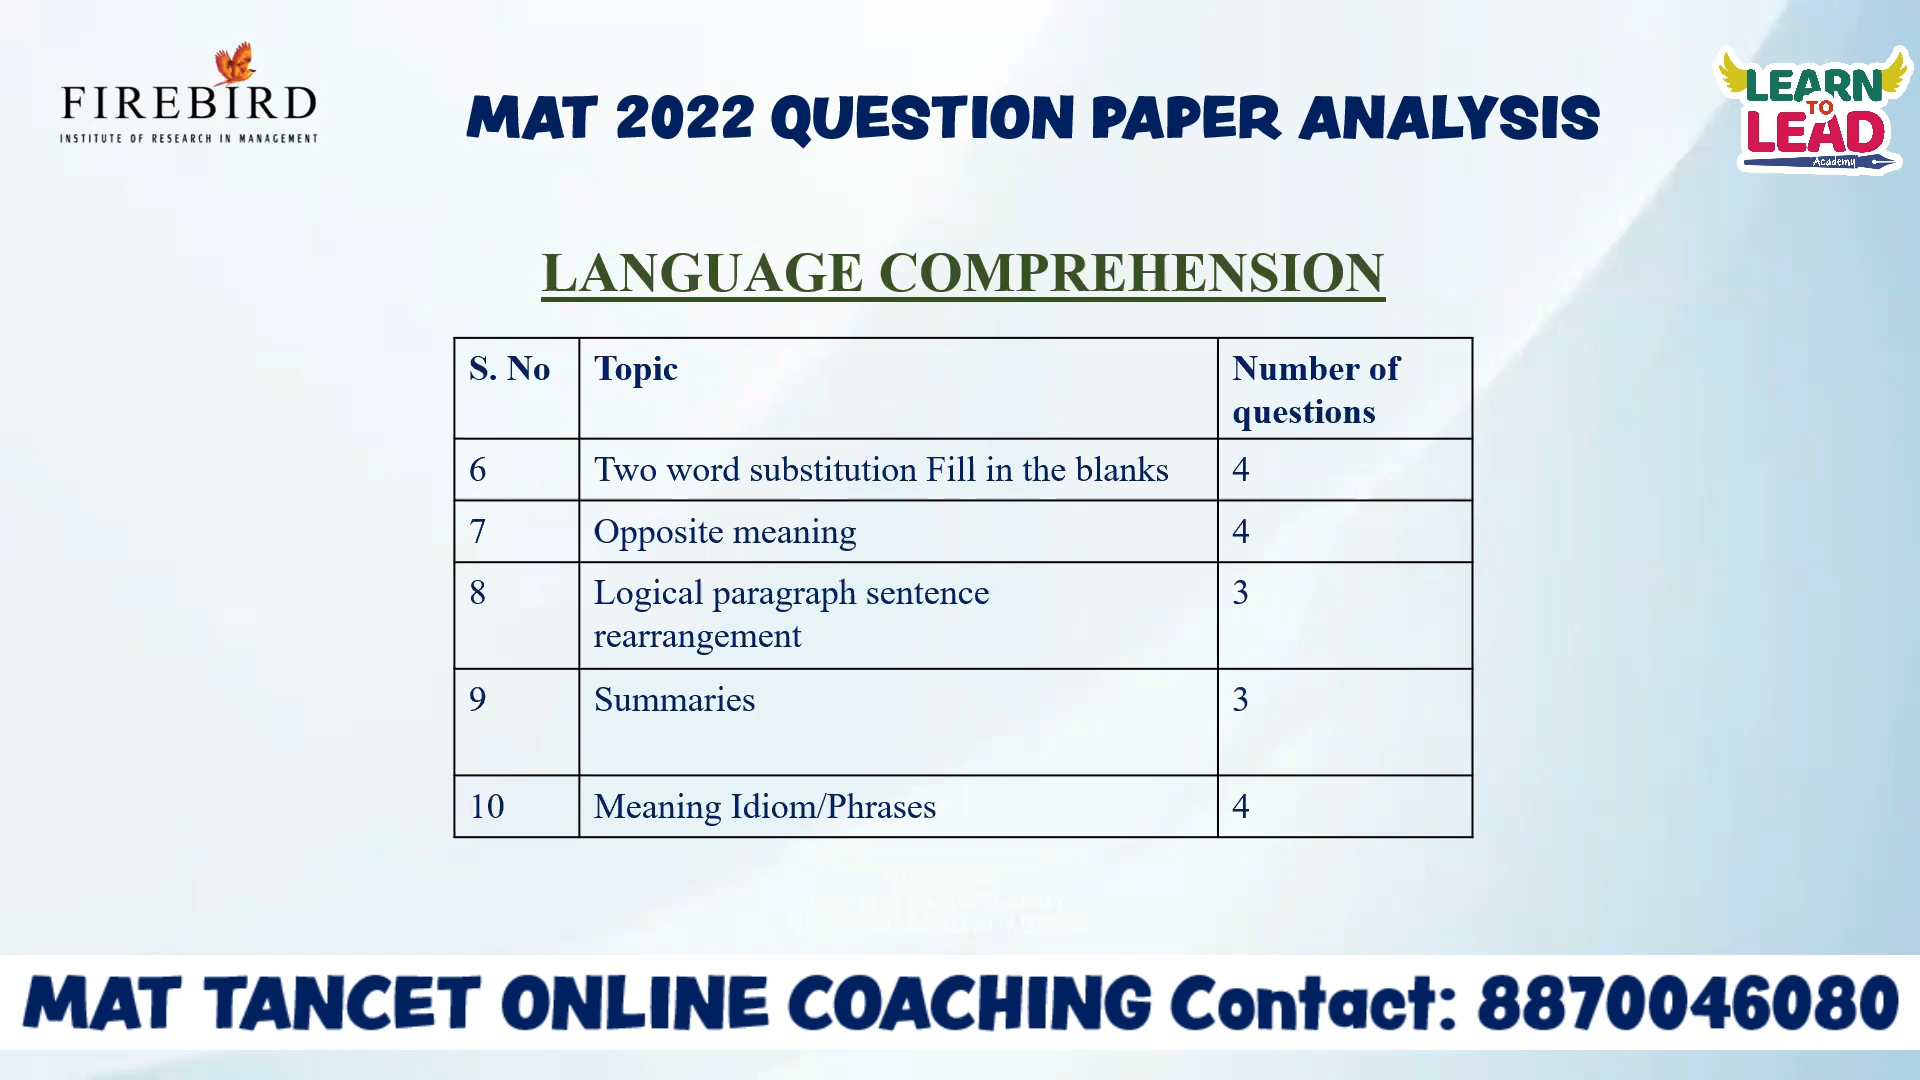 FIREBIRD
INSTITUTE OF RESEARCH IN MANAGEMENT
MAT 2022 QUESTION PAPER ANALYSIS
LEARN
TO
LEAD
Academy
LANGUAGE COMPREHENSION
S. No Topic Number of
questions
6 Two word substitution Fill in the blanks 4
7 Opposite meaning 4
8 Logical paragraph sentence 3
rearrangement
9 Summaries 3
10 Meaning Idiom/Phrases 4
MAT TANCET ONLINE COACHING Contact: 8870046080